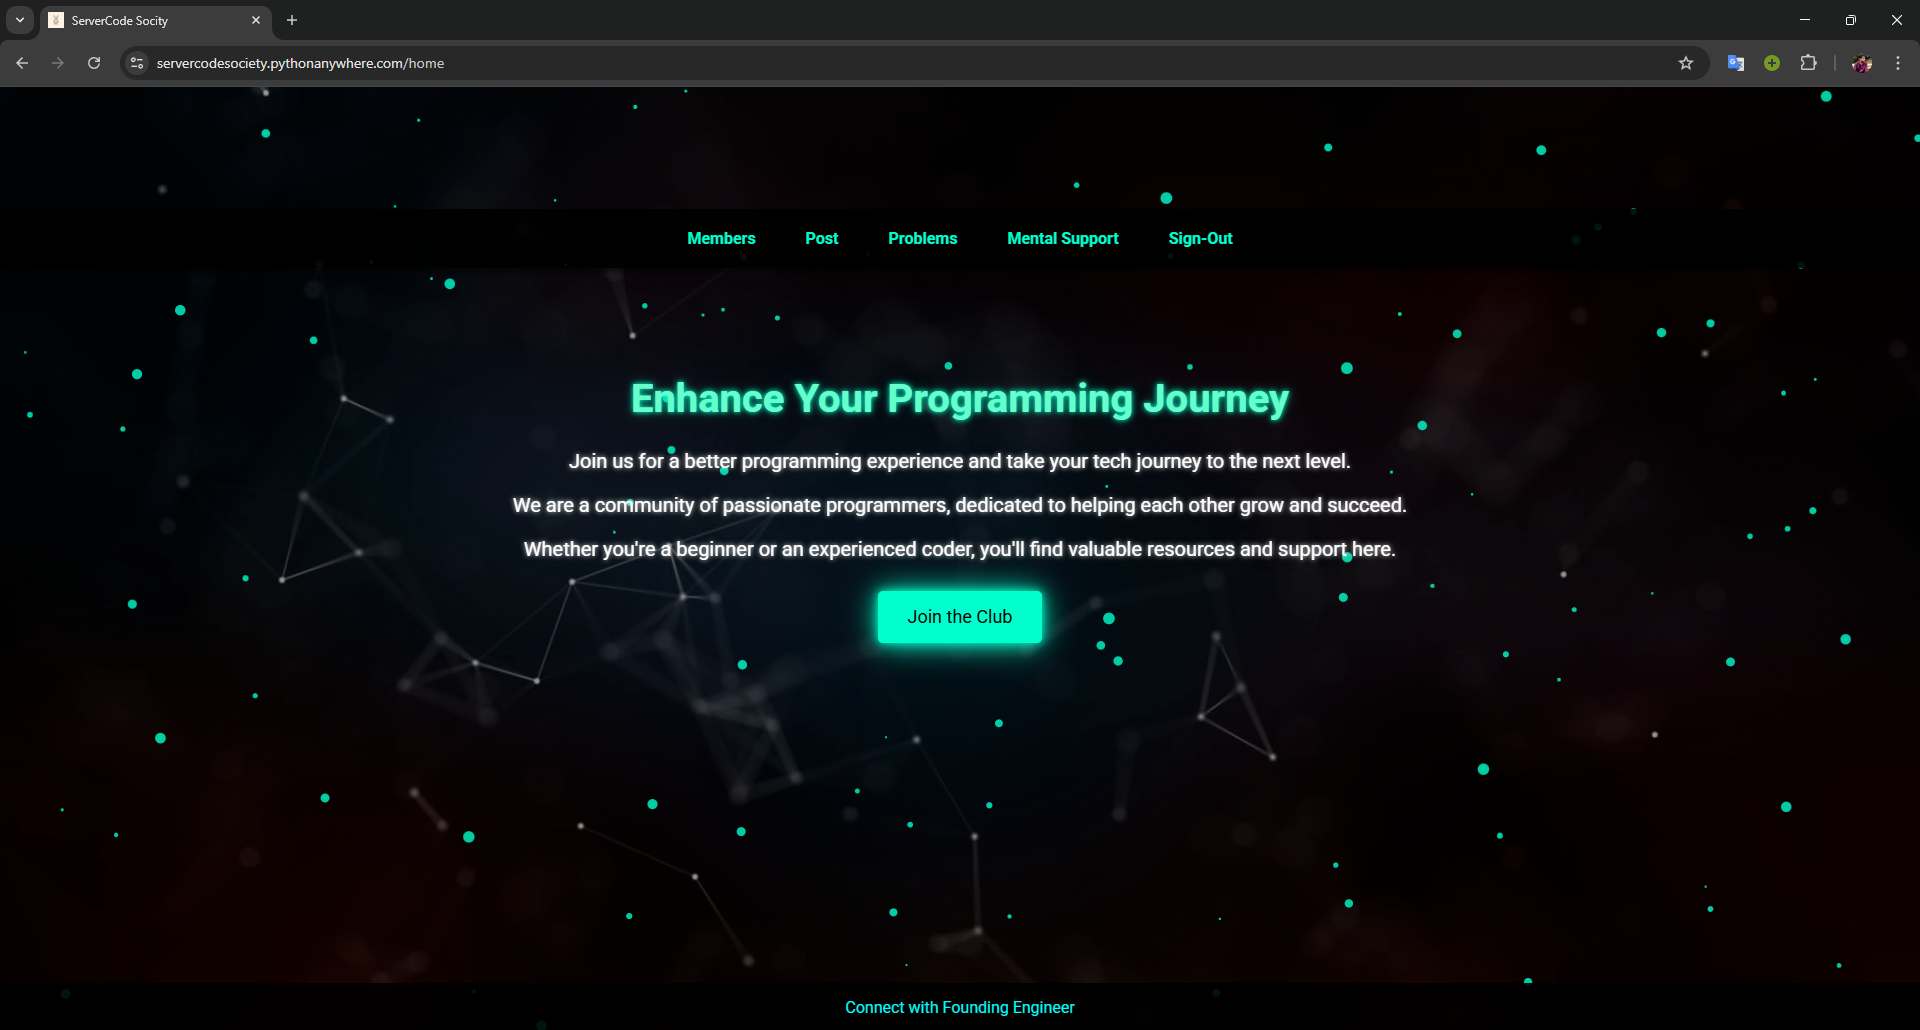 ServerCode Socity
servercodesociety.pythonanywhere.com/home
Members Post Problems Mental Support Sign-Out
Enhance Your Programming Journey
Join us for a better programming experience and take your tech journey to the next level.
We are a community of passionate programmers, dedicated to helping each other grow and succeed.
Whether you're a beginner or an experienced coder, you'll find valuable resources and support here.
Join the Club
Connect with Founding Engineer